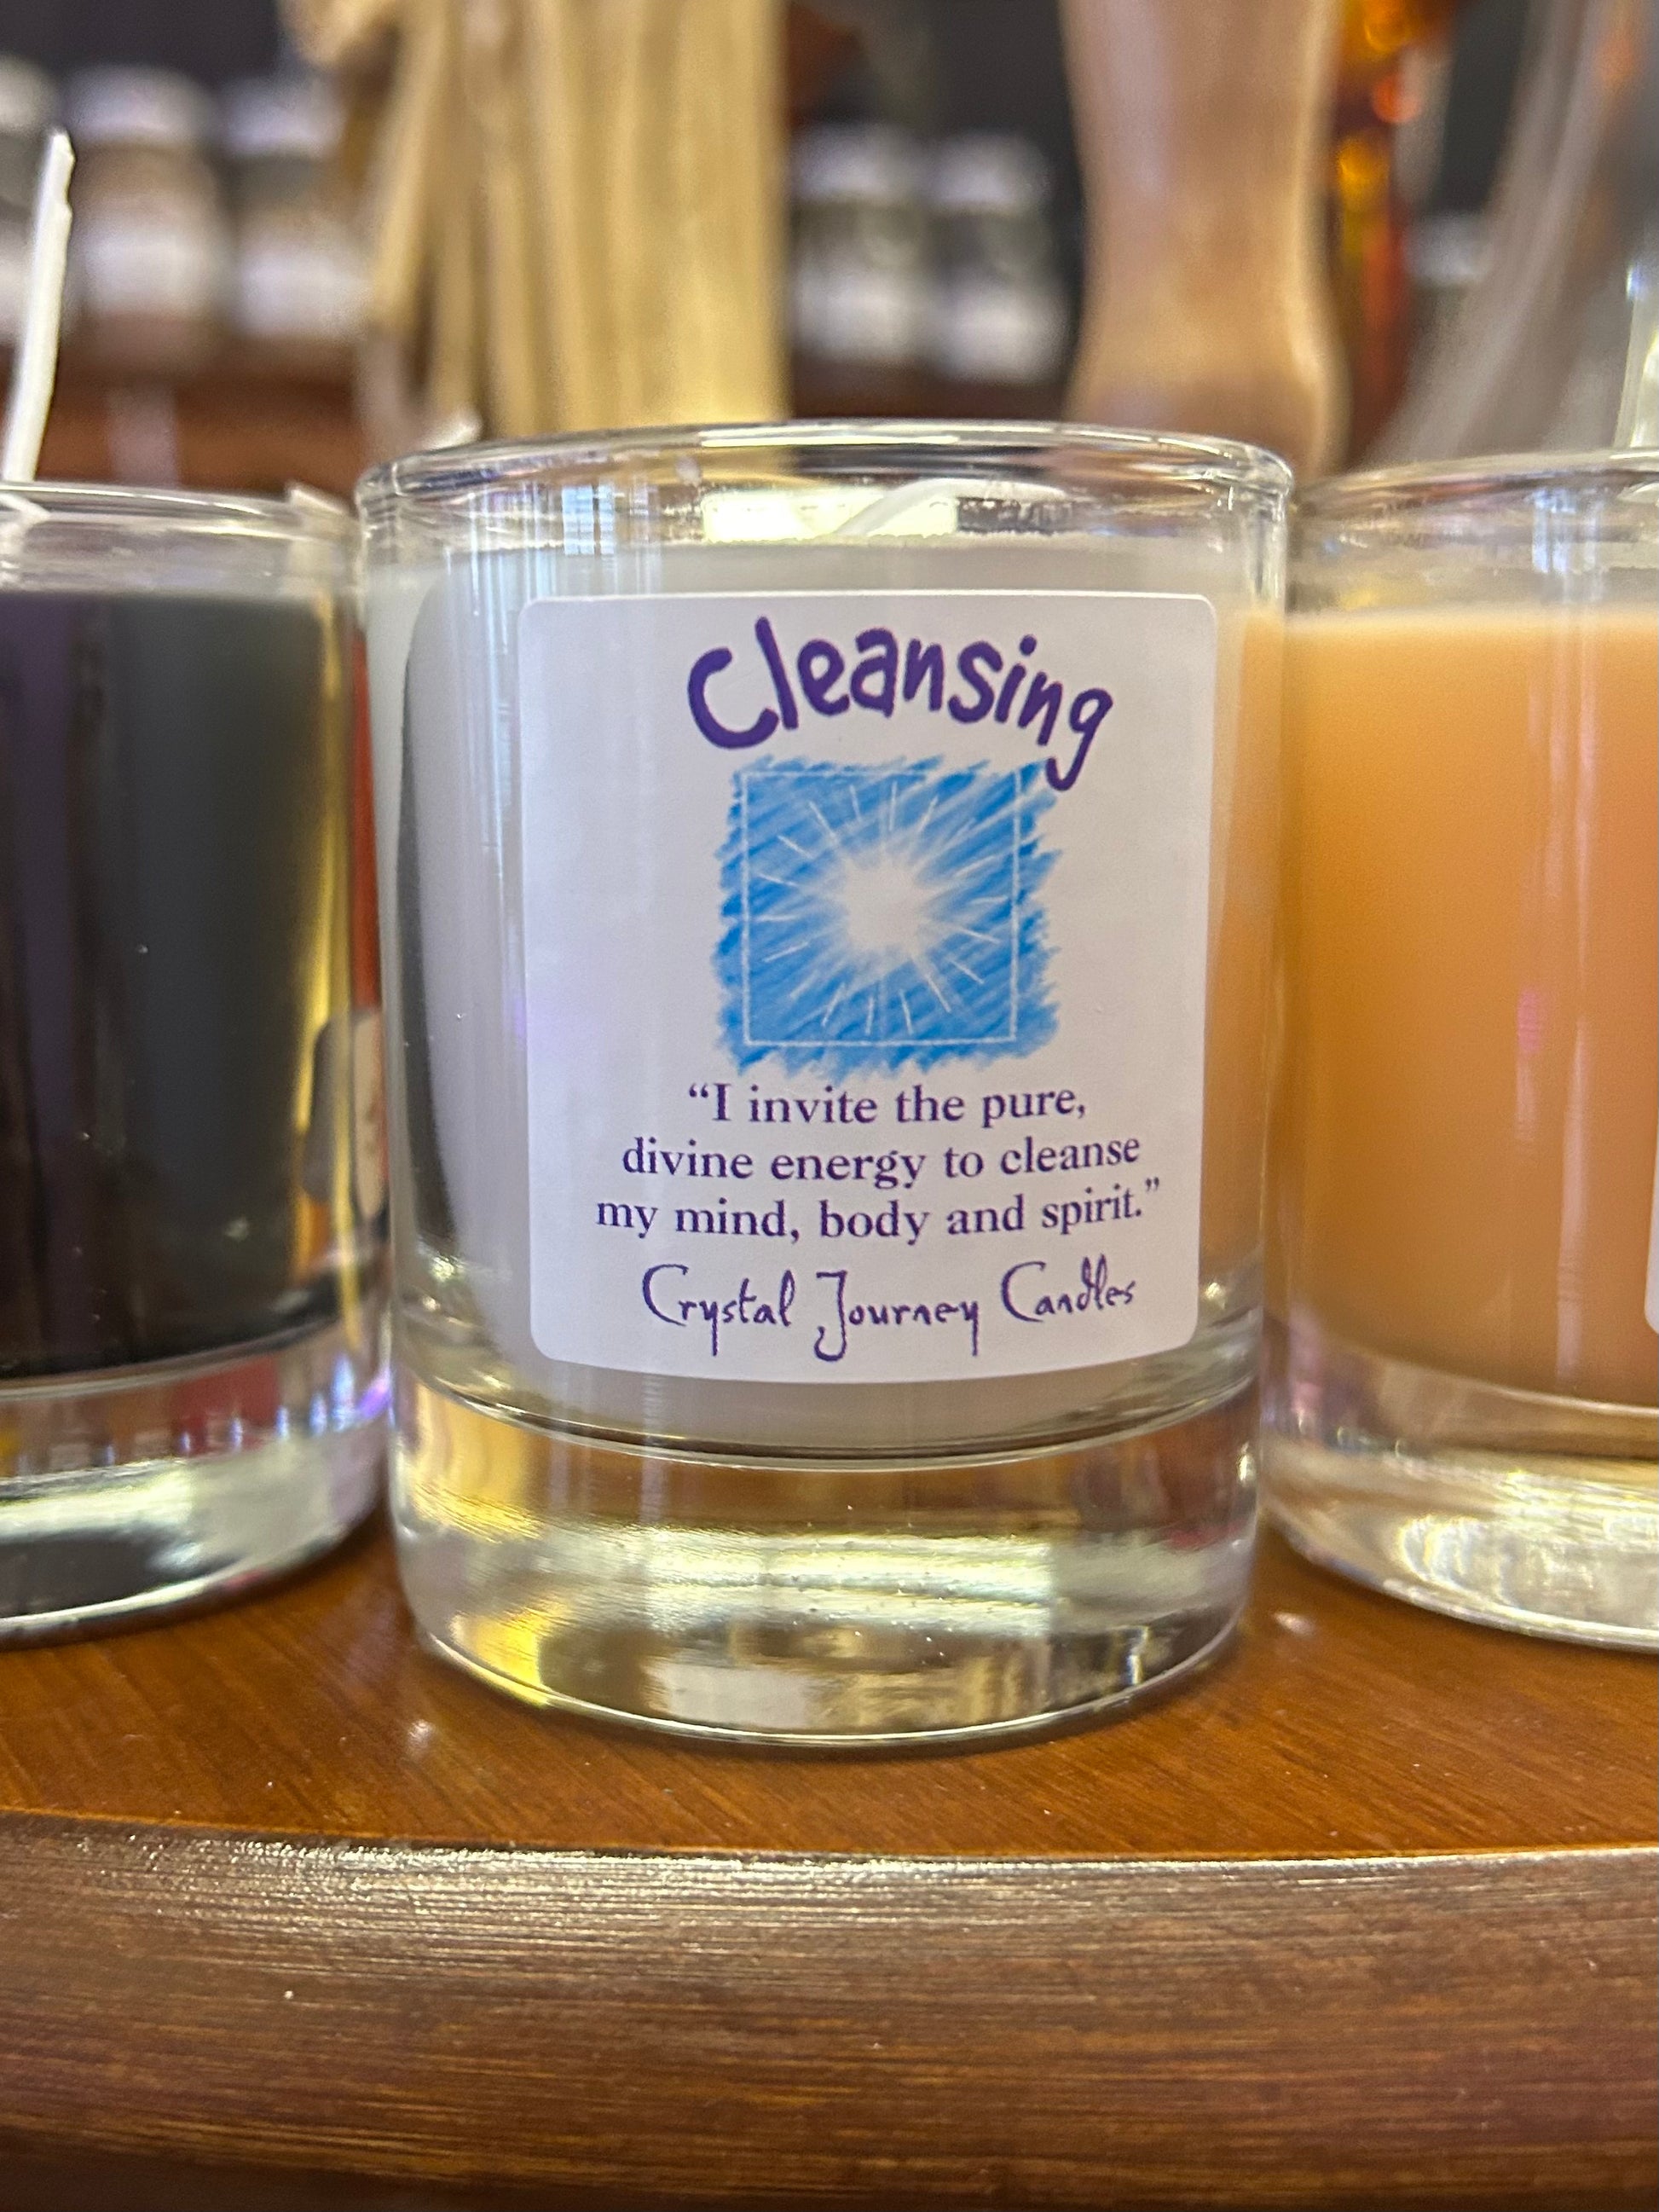 Cleansing
“I invite the pure,
divine energy to cleanse
my mind, body and spirit.”
Crystal Journey Candles